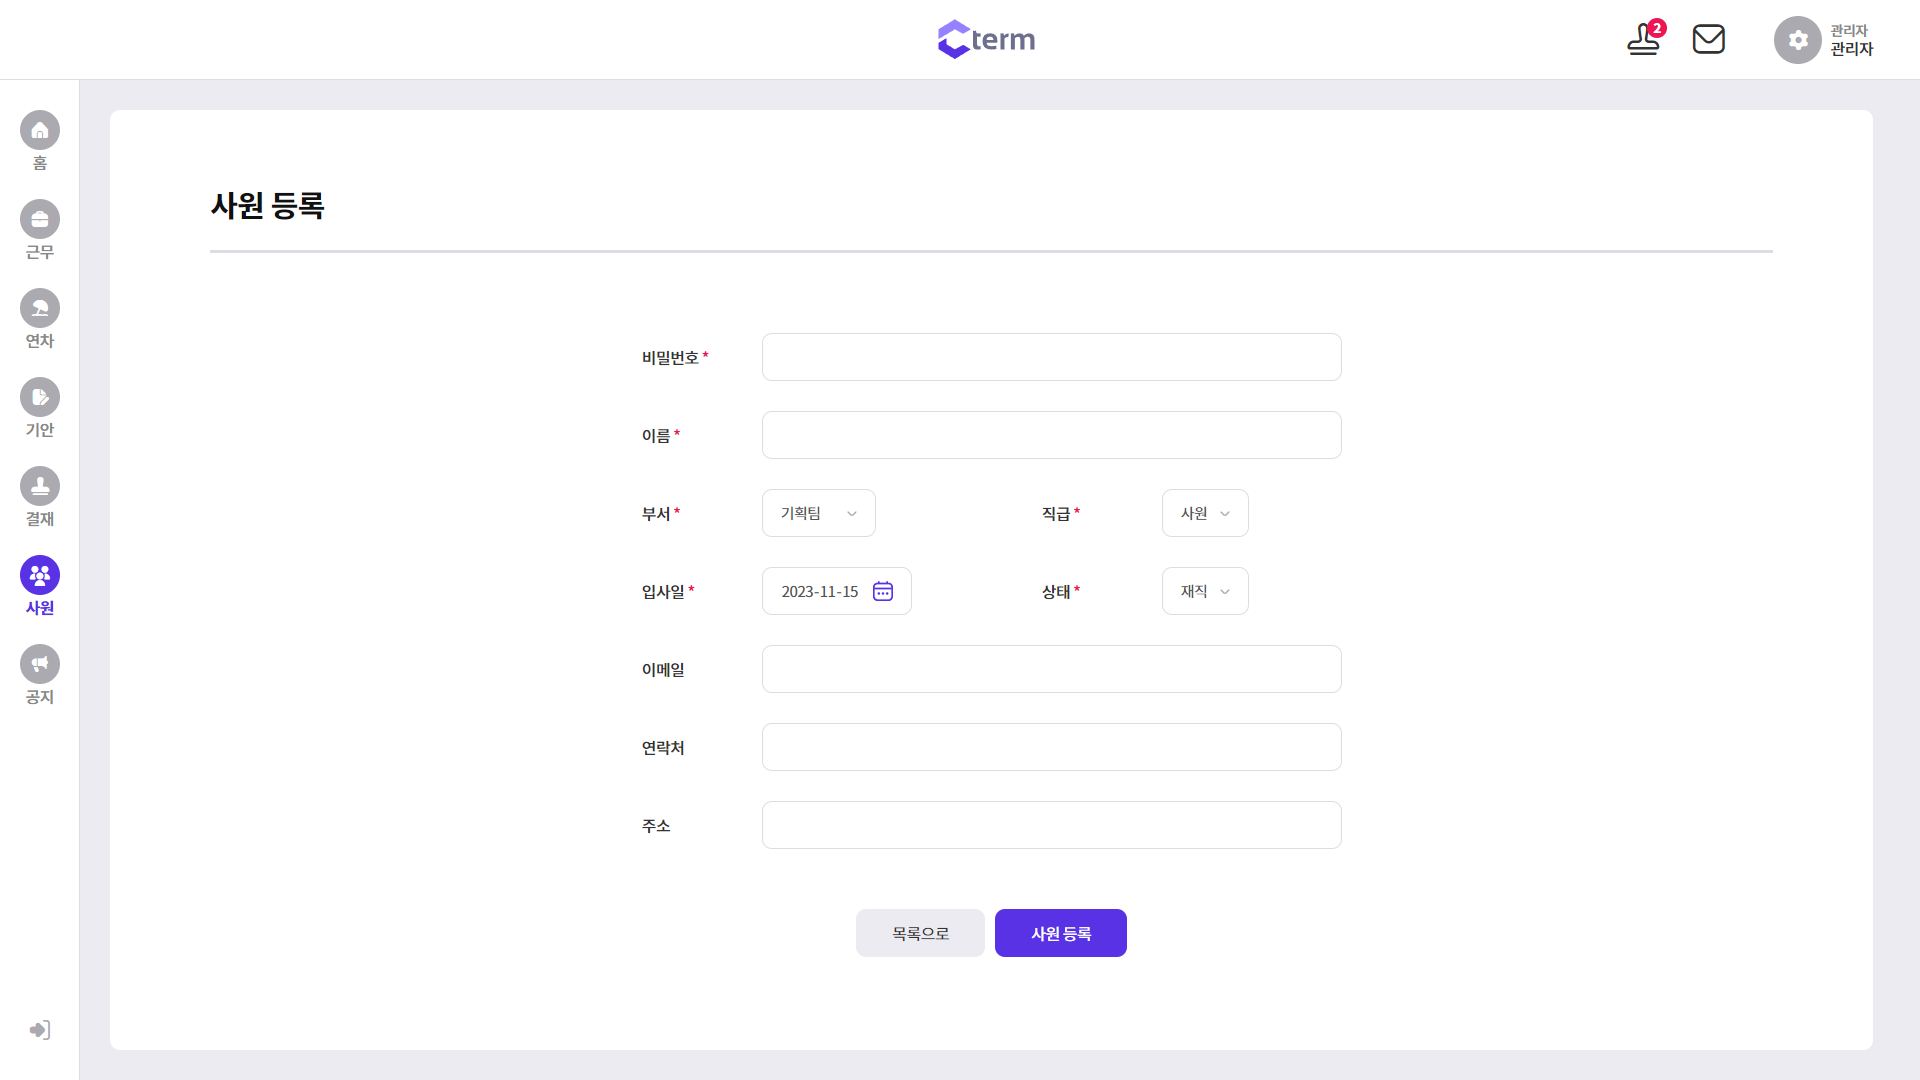 term
2
관리자
관리자
홈
근무
연차
기안
결재
사원
공지
사원 등록
비밀번호 *
이름 *
부서 * 기획팀 직급 * 사원
입사일 * 2023-11-15 상태 * 재직
이메일
연락처
주소
목록으로 사원 등록